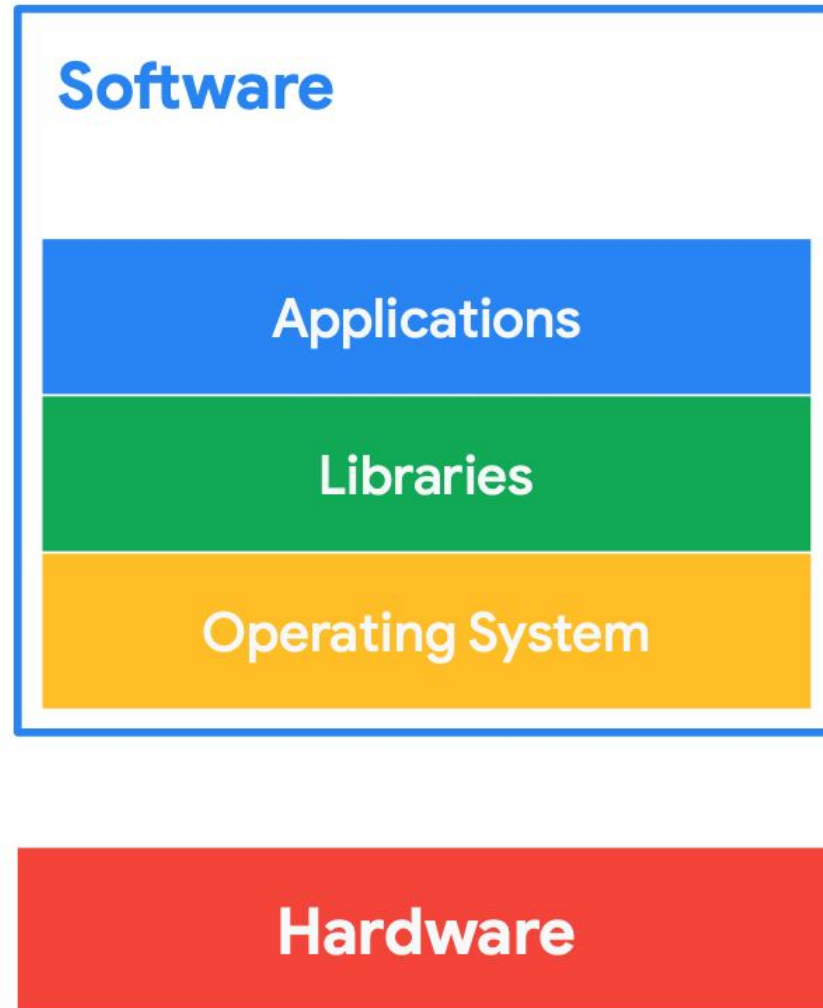 Software
Applications
Libraries
Operating System
Hardware